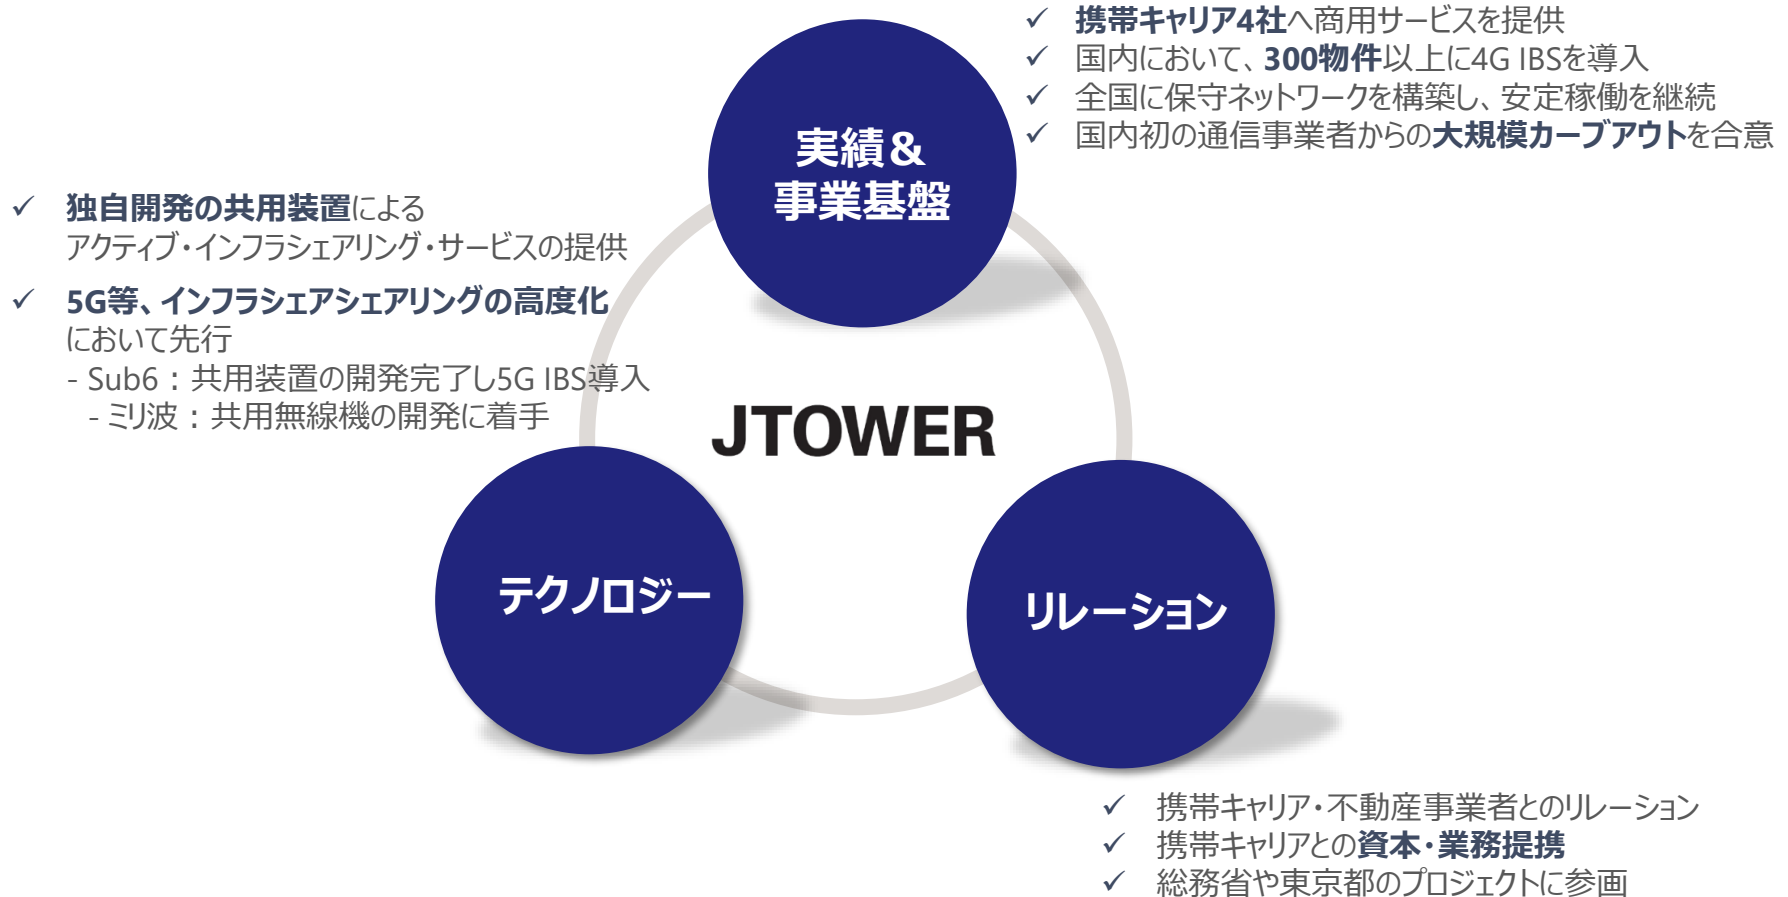 ✓ 携帯キャリア4社へ商用サービスを提供
✓ 国内において、300物件以上に4G IBSを導入
✓ 全国に保守ネットワークを構築し、安定稼働を継続
✓ 国内初の通信事業者からの大規模カーブアウトを合意
実績&
事業基盤
✓ 独自開発の共用装置による
アクティブ・インフラシェアリング・サービスの提供
✓ 5G等、インフラシェアシェアリングの高度化
において先行
- Sub6:共用装置の開発完了し5G IBS導入
- ミリ波:共用無線機の開発に着手
JTOWER
テクノロジー
リレーション
✓ 携帯キャリア・不動産事業者とのリレーション
✓ 携帯キャリアとの資本・業務提携
✓ 総務省や東京都のプロジェクトに参画